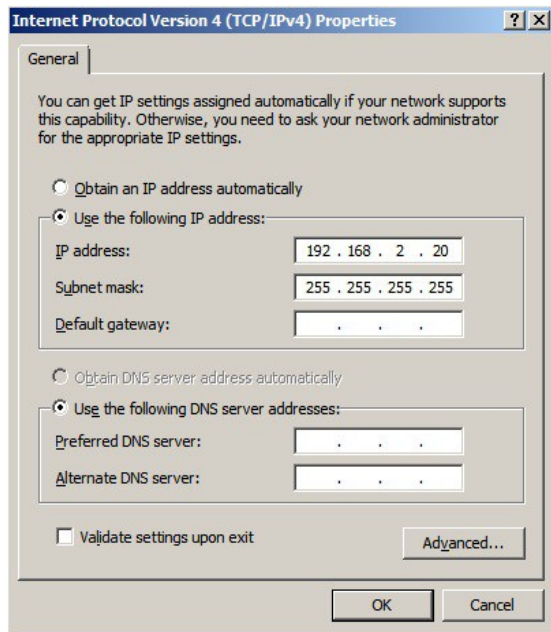 Internet Protocol Version 4 (TCP/IPv4) Properties
General
You can get IP settings assigned automatically if your network supports
this capability. Otherwise, you need to ask your network administrator
for the appropriate IP settings.
Obtain an IP address automatically
Use the following IP address:
IP address: 192 . 168 . 2 . 20
Subnet mask: 255 . 255 . 255 . 255
Default gateway: . . .
Obtain DNS server address automatically
Use the following DNS server addresses:
Preferred DNS server: . . .
Alternate DNS server: . . .
Validate settings upon exit
Advanced...
OK Cancel